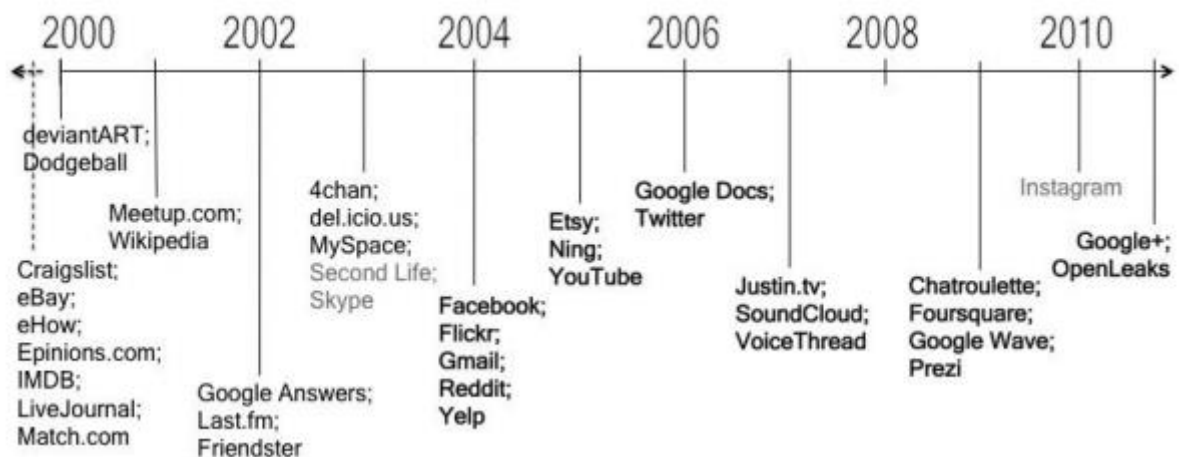 2000 2002 2004 2006 2008 2010
deviantART;
Dodgeball
Craigslist;
eBay;
eHow;
Epinions.com;
IMDB;
LiveJournal;
Match.com
Meetup.com;
Wikipedia
Google Answers;
Last.fm;
Friendster
4chan;
del.icio.us;
MySpace;
Second Life;
Skype
Facebook;
Flickr;
Gmail;
Reddit;
Yelp
Etsy;
Ning;
YouTube
Google Docs;
Twitter
Justin.tv;
SoundCloud;
VoiceThread
Chatroulette;
Foursquare;
Google Wave;
Prezi
Instagram
Google+;
OpenLeaks